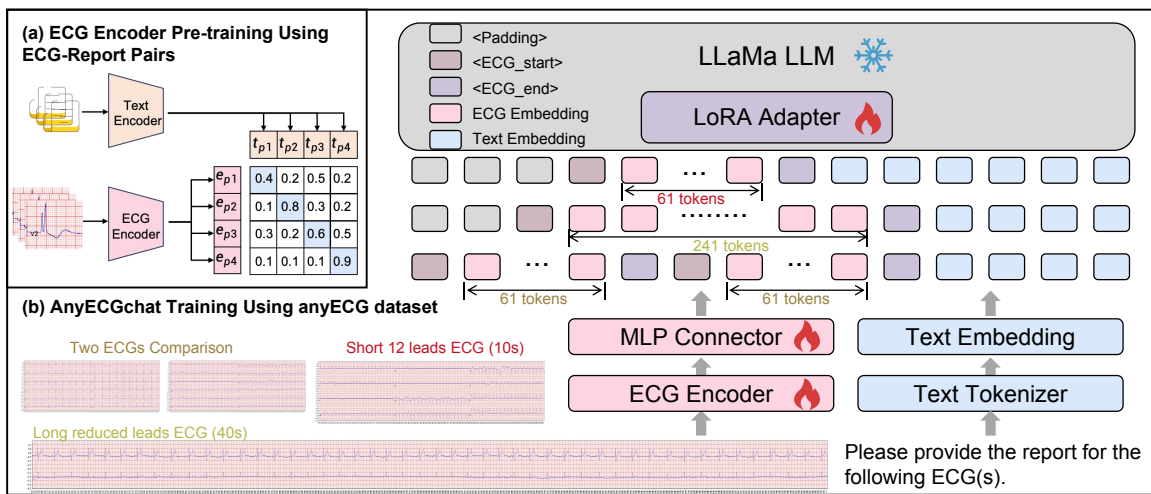 (a) ECG Encoder Pre-training Using
ECG-Report Pairs
Text
Encoder
t_p1 t_p2 t_p3 t_p4
e_p1 0.4 0.2 0.5 0.2
e_p2 0.1 0.8 0.3 0.2
e_p3 0.3 0.2 0.6 0.5
e_p4 0.1 0.1 0.1 0.9
V2
ECG
Encoder
<Padding>
<ECG_start>
<ECG_end>
ECG Embedding
Text Embedding
LLaMa LLM
LoRA Adapter
...
61 tokens
........
241 tokens
... ...
61 tokens 61 tokens
(b) AnyECGchat Training Using anyECG dataset
Two ECGs Comparison
Short 12 leads ECG (10s)
Long reduced leads ECG (40s)
MLP Connector
ECG Encoder
Text Embedding
Text Tokenizer
Please provide the report for the
following ECG(s).